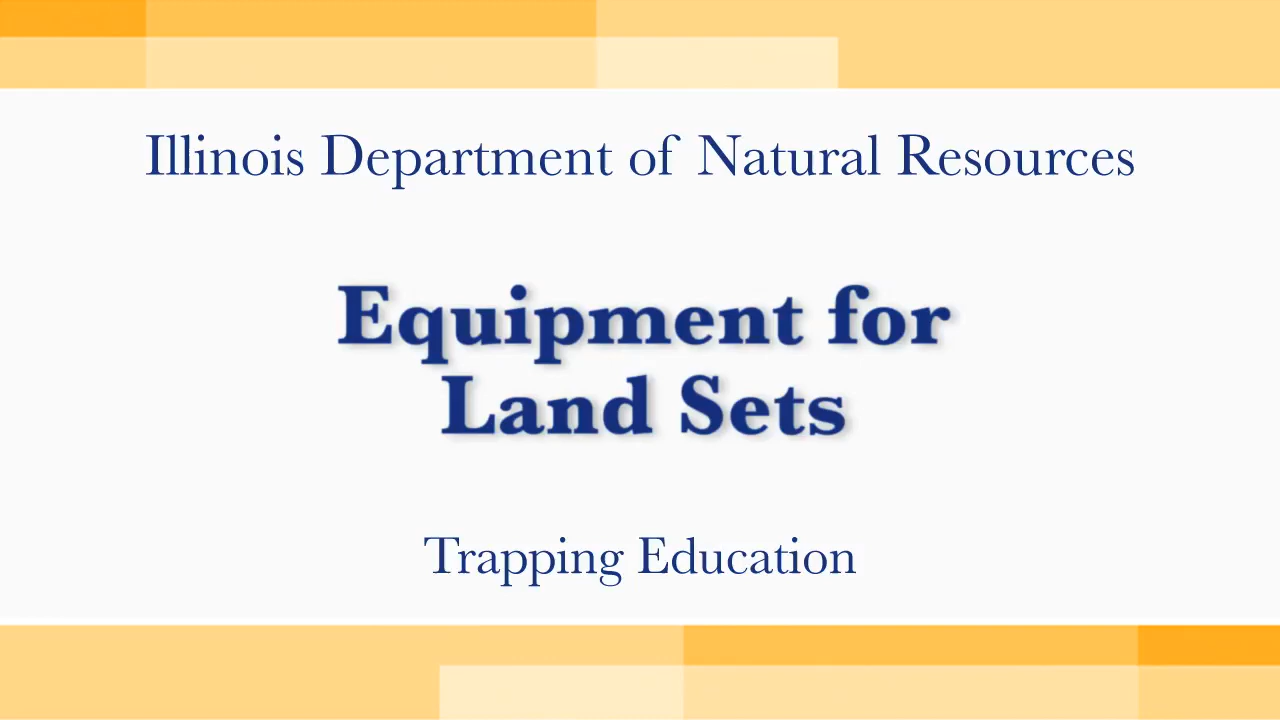 Illinois Department of Natural Resources
Equipment for
Land Sets
Trapping Education